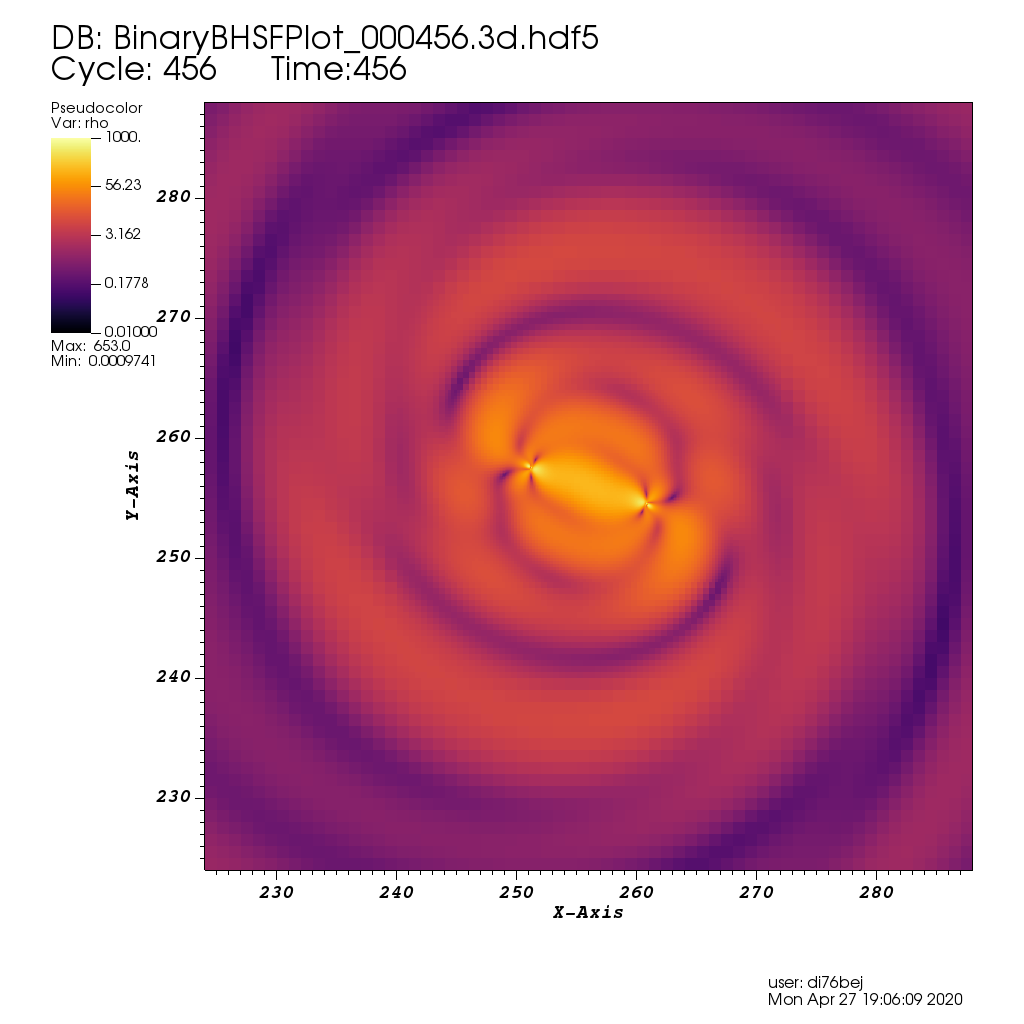 DB: BinaryBHSFPlot_000456.3d.hdf5
Cycle: 456 Time:456
Pseudocolor
Var: rho
1000.
56.23
3.162
0.1778
0.01000
Max: 653.0
Min: 0.0009741
280
270
260
250
240
230
Y-Axis
230 240 250 260 270 280
X-Axis
user: di76bej
Mon Apr 27 19:06:09 2020